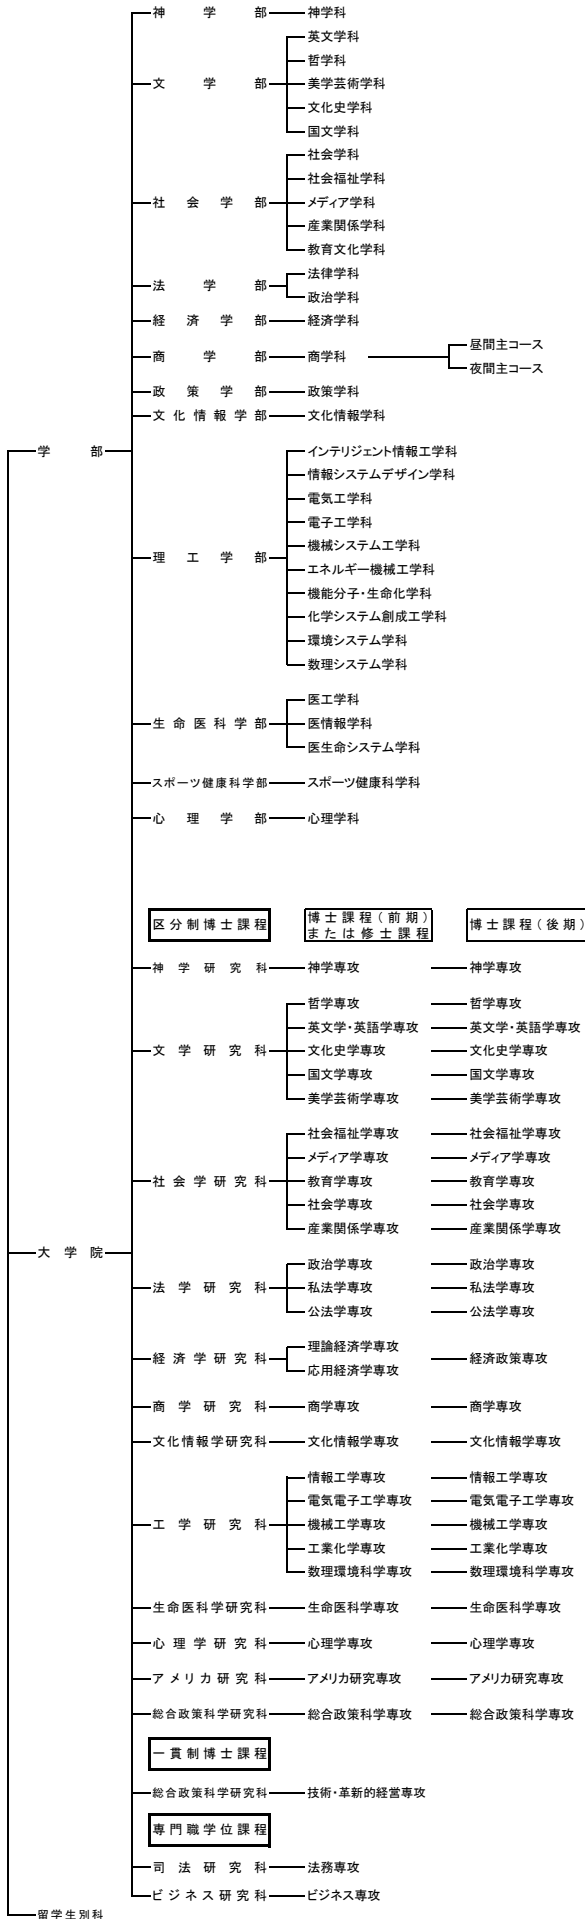 神学部 神学科
英文学科
哲学科
文学部 美学芸術学科
文化史学科
国文学科
社会学科
社会福祉学科
社会学部 メディア学科
産業関係学科
教育文化学科
法律学科
法学部
政治学科
経済学部 経済学科
昼間主コース
商学部 商学科
夜間主コース
政策学部 政策学科
文化情報学部 文化情報学科
学部 インテリジェント情報工学科
情報システムデザイン学科
電気工学科
電子工学科
機械システム工学科
理工学部 エネルギー機械工学科
機能分子・生命化学科
化学システム創成工学科
環境システム学科
数理システム学科
医工学科
生命医科学部 医情報学科
医生命システム学科
スポーツ健康科学部 スポーツ健康科学科
心理学部 心理学科
区分制博士課程 博士課程(前期)または修士課程 博士課程(後期)
神学研究科 神学専攻 神学専攻
哲学専攻 哲学専攻
英文学・英語学専攻 英文学・英語学専攻
文学研究科 文化史学専攻 文化史学専攻
国文学専攻 国文学専攻
美学芸術学専攻 美学芸術学専攻
社会福祉学専攻 社会福祉学専攻
メディア学専攻 メディア学専攻
社会学研究科 教育学専攻 教育学専攻
社会学専攻 社会学専攻
産業関係学専攻 産業関係学専攻
大学院 政治学専攻 政治学専攻
法学研究科 私法学専攻 私法学専攻
公法学専攻 公法学専攻
理論経済学専攻
経済学研究科 経済政策専攻
応用経済学専攻
商学研究科 商学専攻 商学専攻
文化情報学研究科 文化情報学専攻 文化情報学専攻
情報工学専攻 情報工学専攻
電気電子工学専攻 電気電子工学専攻
工学研究科 機械工学専攻 機械工学専攻
工業化学専攻 工業化学専攻
数理環境科学専攻 数理環境科学専攻
生命医科学研究科 生命医科学専攻 生命医科学専攻
心理学研究科 心理学専攻 心理学専攻
アメリカ研究科 アメリカ研究専攻 アメリカ研究専攻
総合政策科学研究科 総合政策科学専攻 総合政策科学専攻
一貫制博士課程
総合政策科学研究科 技術・革新的経営専攻
専門職学位課程
司法研究科 法務専攻
ビジネス研究科 ビジネス専攻
留学生別科